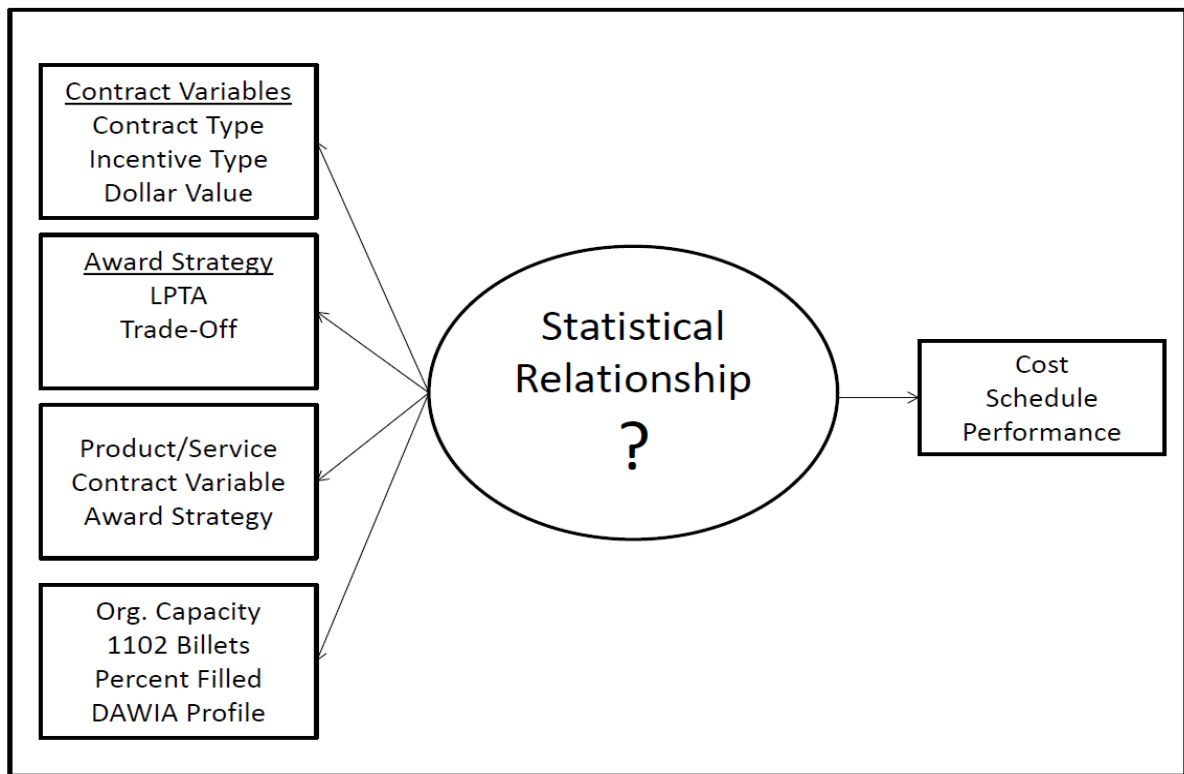 Contract Variables
Contract Type
Incentive Type
Dollar Value
Award Strategy
LPTA
Trade-Off
Product/Service
Contract Variable
Award Strategy
Org. Capacity
1102 Billets
Percent Filled
DAWIA Profile
Statistical
Relationship
?
Cost
Schedule
Performance